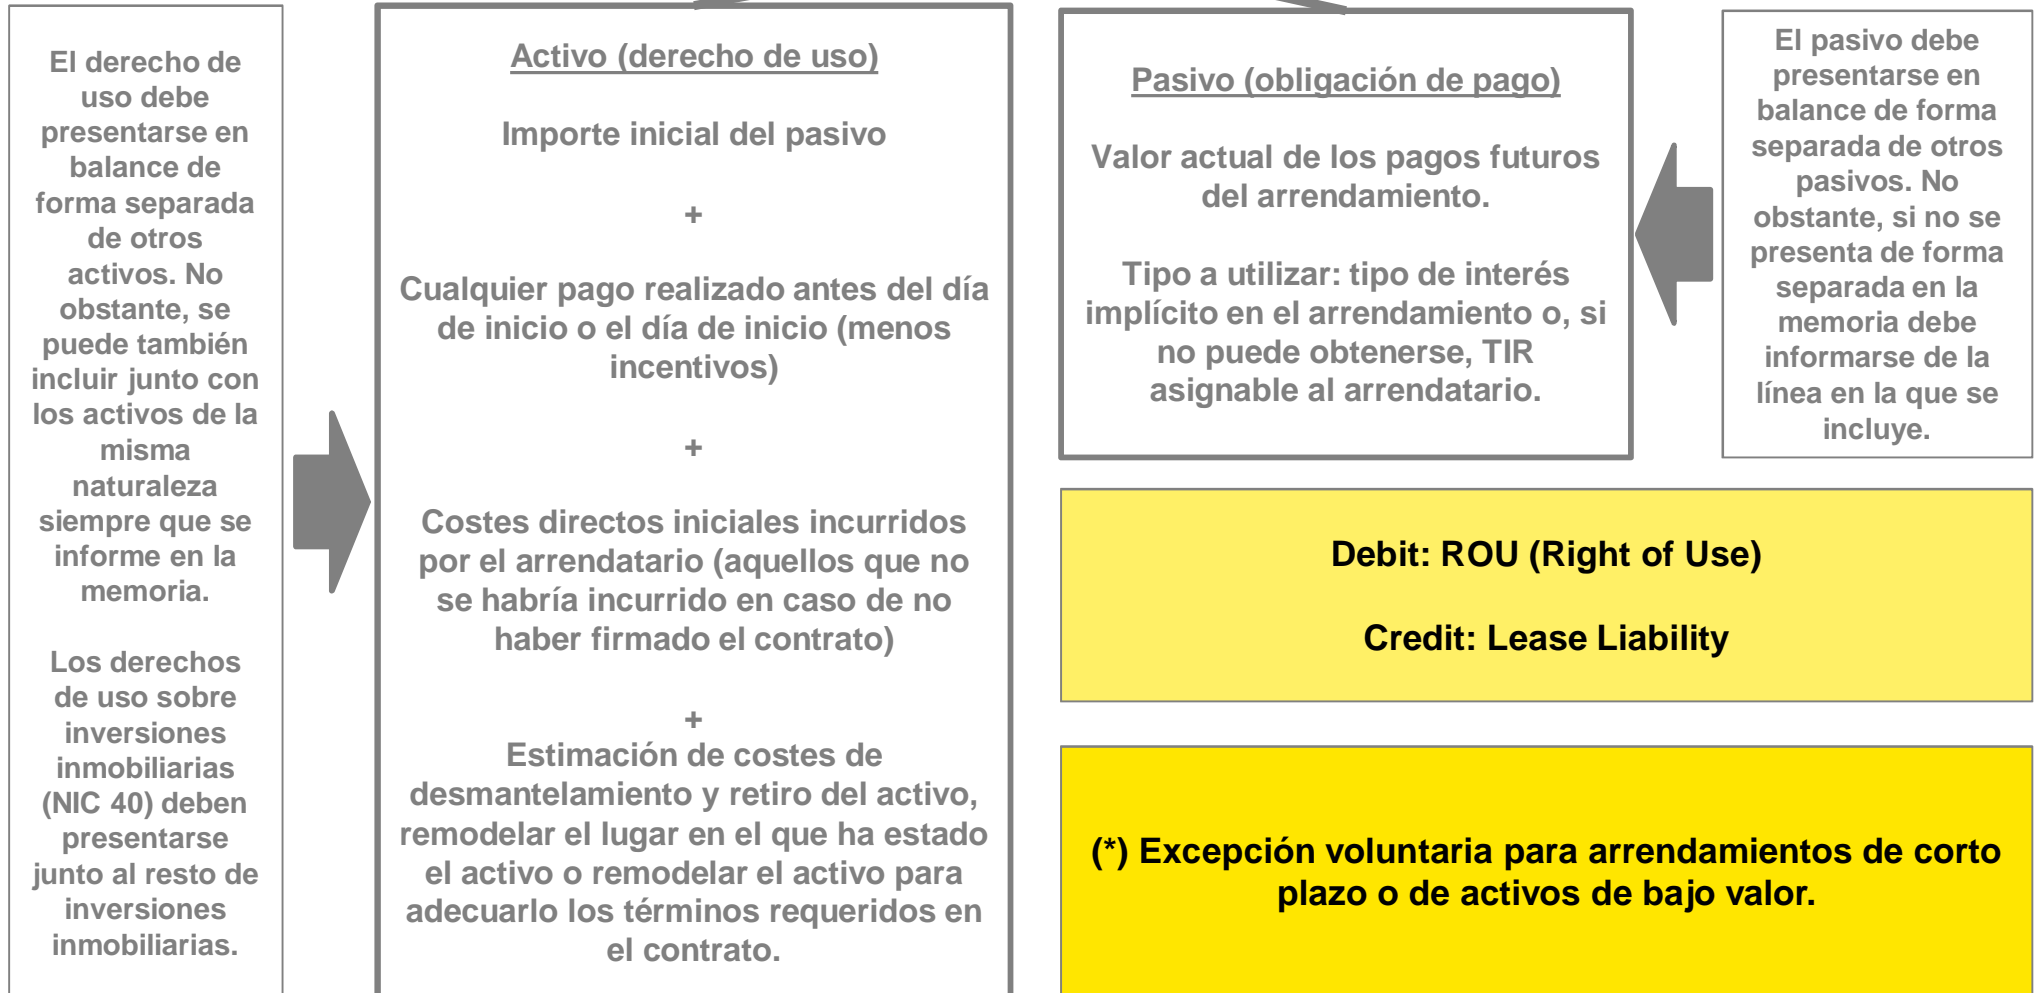 El derecho de
uso debe
presentarse en
balance de
forma separada
de otros
activos. No
obstante, se
puede también
incluir junto con
los activos de la
misma
naturaleza
siempre que se
informe en la
memoria.
Los derechos
de uso sobre
inversiones
inmobiliarias
(NIC 40) deben
presentarse
junto al resto de
inversiones
inmobiliarias.
Activo (derecho de uso)
Importe inicial del pasivo
+
Cualquier pago realizado antes del día
de inicio o el día de inicio (menos
incentivos)
+
Costes directos iniciales incurridos
por el arrendatario (aquellos que no
se habría incurrido en caso de no
haber firmado el contrato)
+
Estimación de costes de
desmantelamiento y retiro del activo,
remodelar el lugar en el que ha estado
el activo o remodelar el activo para
adecuarlo los términos requeridos en
el contrato.
Pasivo (obligación de pago)
Valor actual de los pagos futuros
del arrendamiento.
Tipo a utilizar: tipo de interés
implícito en el arrendamiento o, si
no puede obtenerse, TIR
asignable al arrendatario.
El pasivo debe
presentarse en
balance de forma
separada de otros
pasivos. No
obstante, si no se
presenta de forma
separada en la
memoria debe
informarse de la
línea en la que se
incluye.
Debit: ROU (Right of Use)
Credit: Lease Liability
(*) Excepción voluntaria para arrendamientos de corto
plazo o de activos de bajo valor.